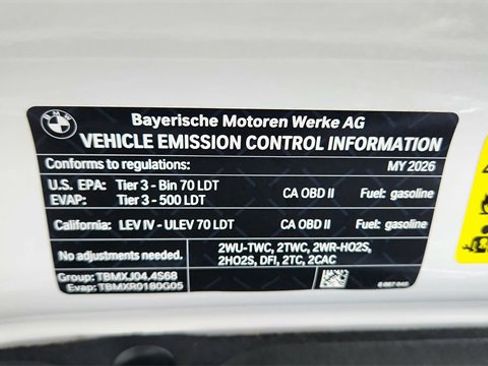 BMW
Bayerische Motoren Werke AG
VEHICLE EMISSION CONTROL INFORMATION
Conforms to regulations: MY 2026
U.S. EPA: Tier 3 - Bin 70 LDT CA OBD II Fuel: gasoline
EVAP: Tier 3 - 500 LDT
California: LEV IV - ULEV 70 LDT CA OBD II Fuel: gasoline
No adjustments needed. 2WU-TWC, 2TWC, 2WR-HO2S,
2HO2S, DFI, 2TC, 2CAC
Group: TBMXJ04.4S68
Evap: TBMXR0180G05